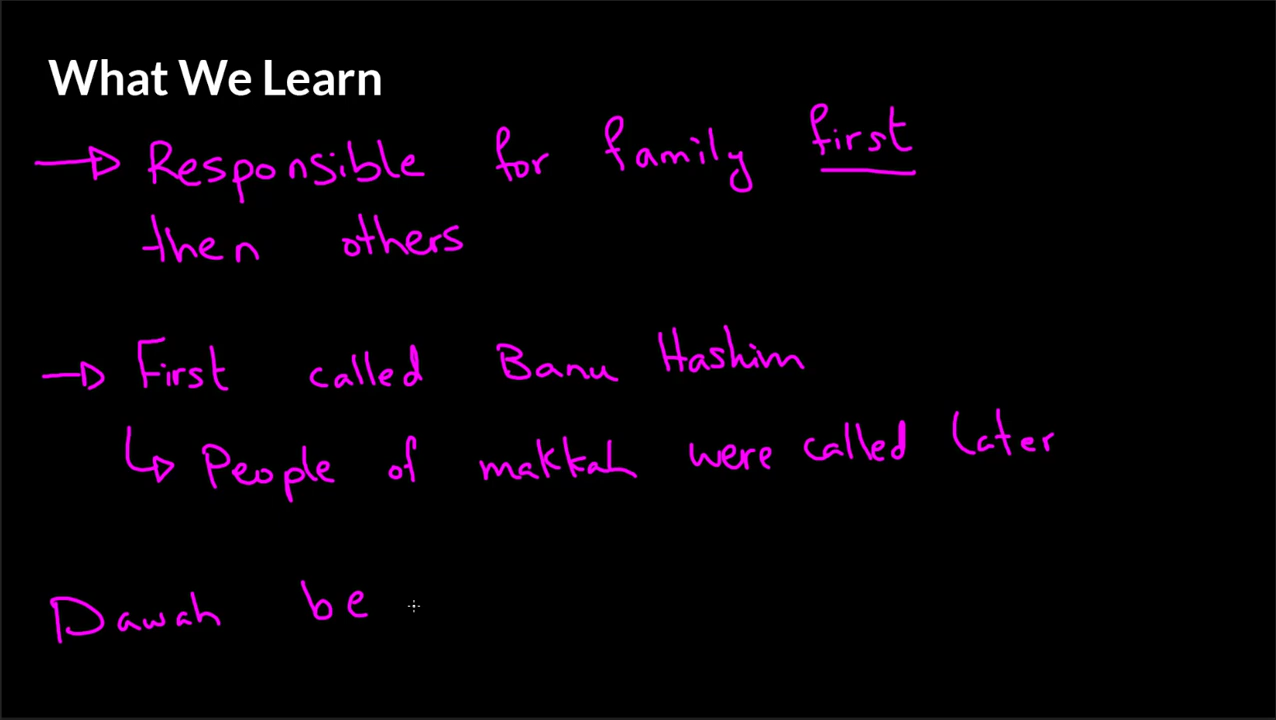 What We Learn
→ Responsible for family first
then others
→ First called Banu Hashim
↳ People of makkah were called later
Dawah be